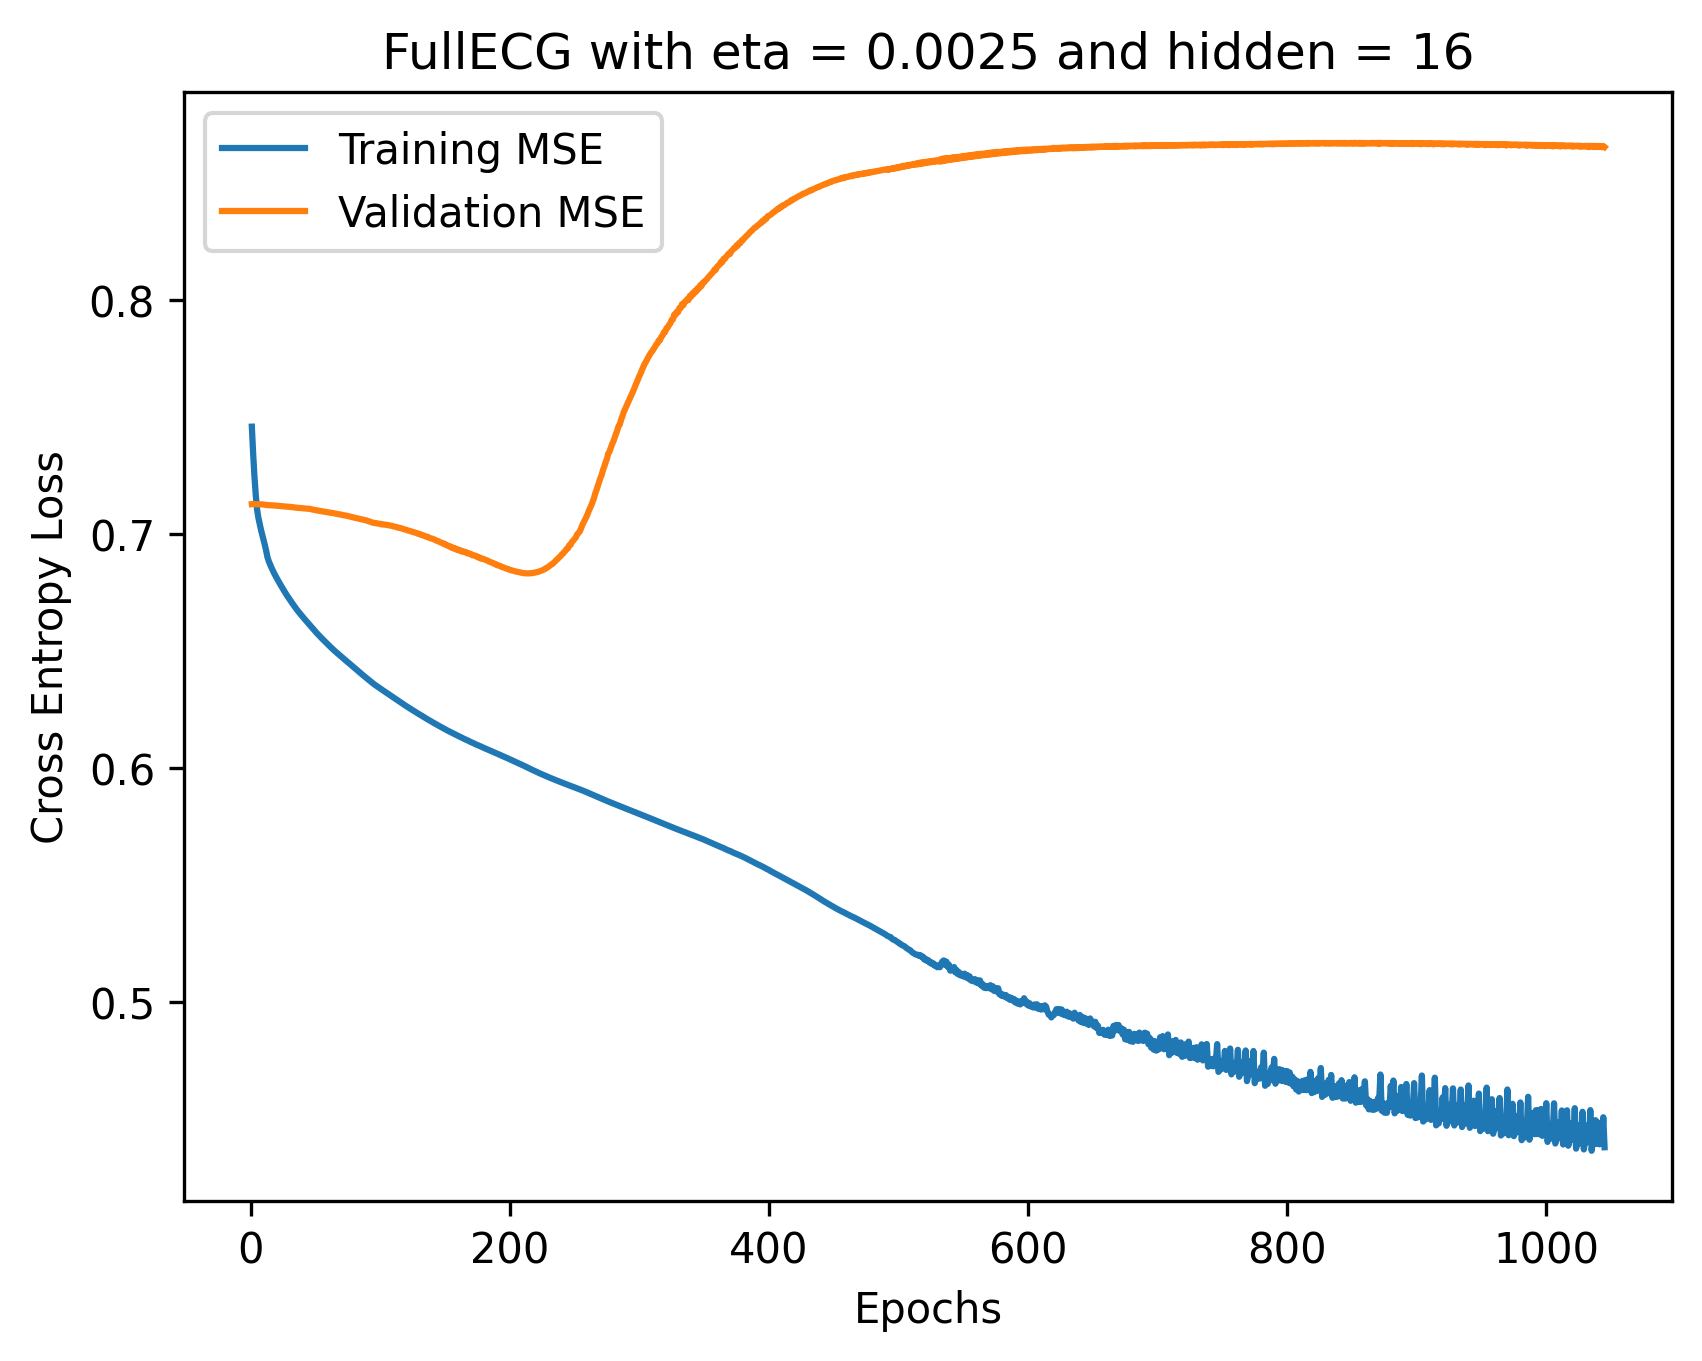 FullECG with eta = 0.0025 and hidden = 16
Training MSE
Validation MSE
Cross Entropy Loss
0.8
0.7
0.6
0.5
0 200 400 600 800 1000
Epochs